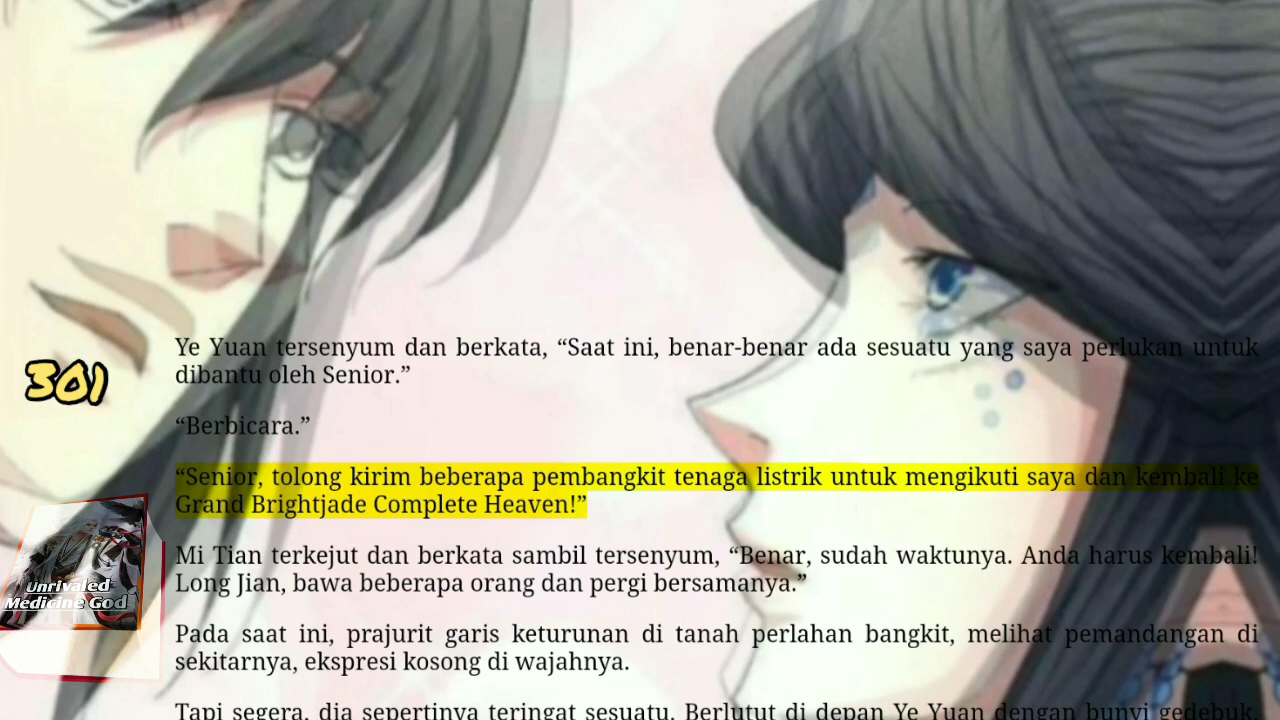 Ye Yuan tersenyum dan berkata, “Saat ini, benar-benar ada sesuatu yang saya perlukan untuk
dibantu oleh Senior.”
“Berbicara.”
“Senior, tolong kirim beberapa pembangkit tenaga listrik untuk mengikuti saya dan kembali ke
Grand Brightjade Complete Heaven!”
Mi Tian terkejut dan berkata sambil tersenyum, “Benar, sudah waktunya. Anda harus kembali!
Long Jian, bawa beberapa orang dan pergi bersamanya.”
Pada saat ini, prajurit garis keturunan di tanah perlahan bangkit, melihat pemandangan di
sekitarnya, ekspresi kosong di wajahnya.
Tapi segera, dia sepertinya teringat sesuatu. Berlutut di depan Ye Yuan dengan bunyi gedebuk,
301
Unrivaled
Medicine God